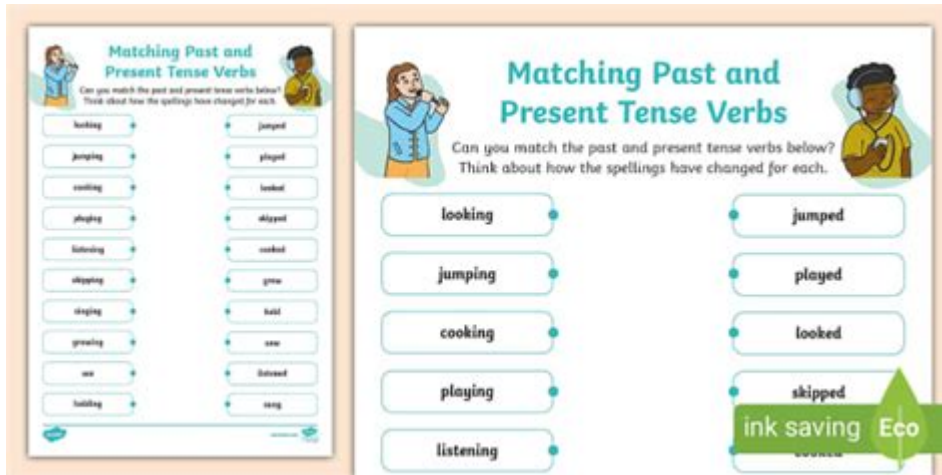 Matching Past and
Present Tense Verbs
Can you match the past and present tense verbs below?
Think about how the spellings have changed for each.
looking
jumped
jumping
played
cooking
looked
playing
skipped
listening
cooked
skipping
grew
singing
held
growing
saw
see
listened
holding
sang
Matching Past and
Present Tense Verbs
Can you match the past and present tense verbs below?
Think about how the spellings have changed for each.
looking
jumped
jumping
played
cooking
looked
playing
skipped
listening
cooked
ink saving
Eco